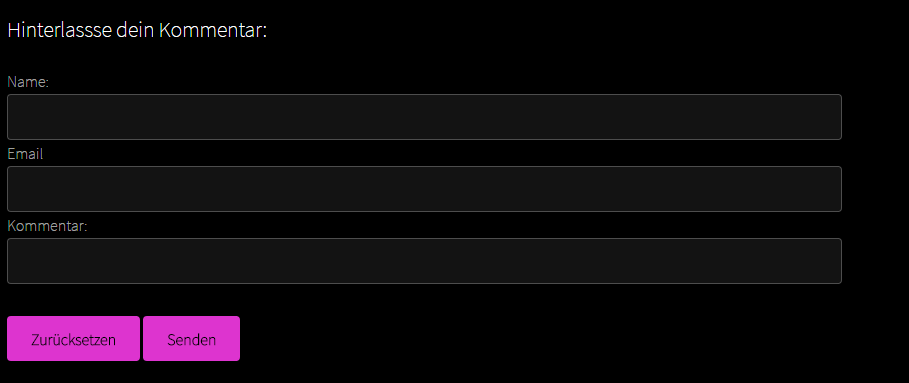 Hinterlassse dein Kommentar:
Name:
Email
Kommentar:
Zurücksetzen Senden